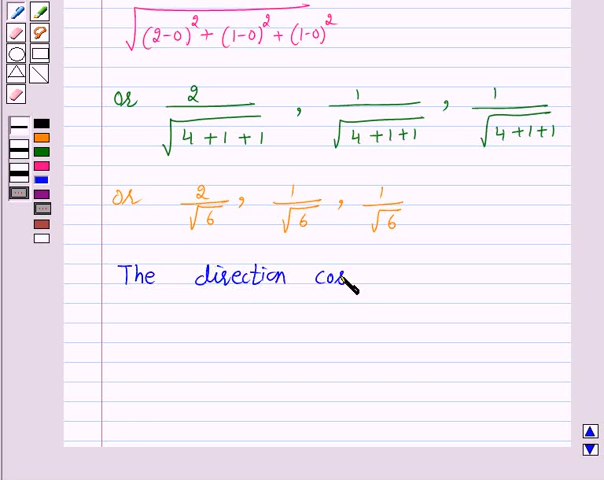 √(2-0)² + (1-0)² + (1-0)²
or 2/√4+1+1 , 1/√4+1+1 , 1/√4+1+1
or 2/√6 , 1/√6 , 1/√6
The direction cos